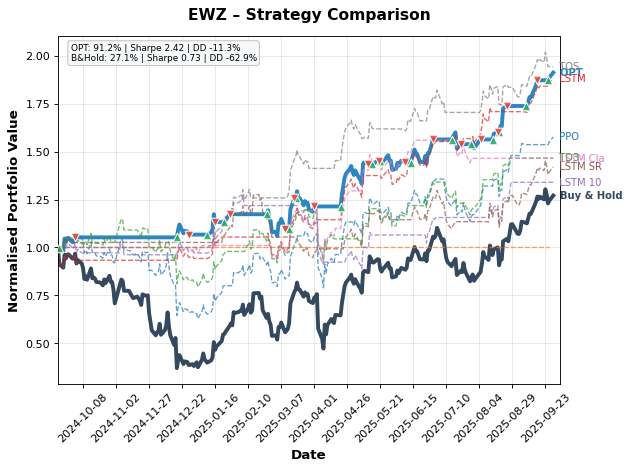 EWZ – Strategy Comparison
OPT: 91.2% | Sharpe 2.42 | DD -11.3%
B&Hold: 27.1% | Sharpe 0.73 | DD -62.9%
Normalised Portfolio Value
2.00
1.75
1.50
1.25
1.00
0.75
0.50
OPT
LSTM
PPO
LSTM Cla
LSTM SR
LSTM 10
Buy & Hold
2024-10-08
2024-11-02
2024-11-27
2024-12-22
2025-01-16
2025-02-10
2025-03-07
2025-04-01
2025-04-26
2025-05-21
2025-06-15
2025-07-10
2025-08-04
2025-08-29
2025-09-23
Date